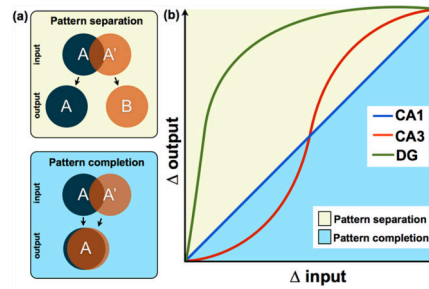 (a)
Pattern separation
input
A A'
output
A B
Pattern completion
input
A A'
output
A
(b)
Δ output
CA1
CA3
DG
Pattern separation
Pattern completion
Δ input